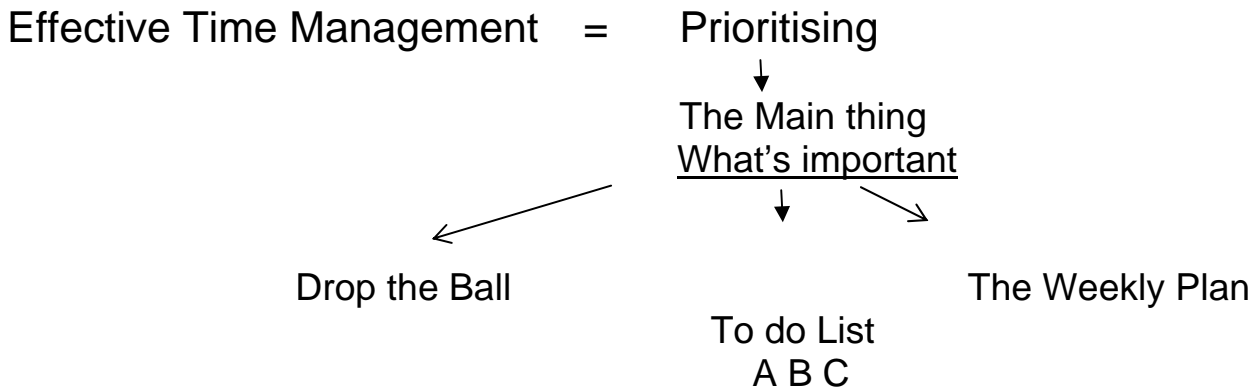 Effective Time Management = Prioritising
The Main thing
What's important
Drop the Ball
The Weekly Plan
To do List
A B C